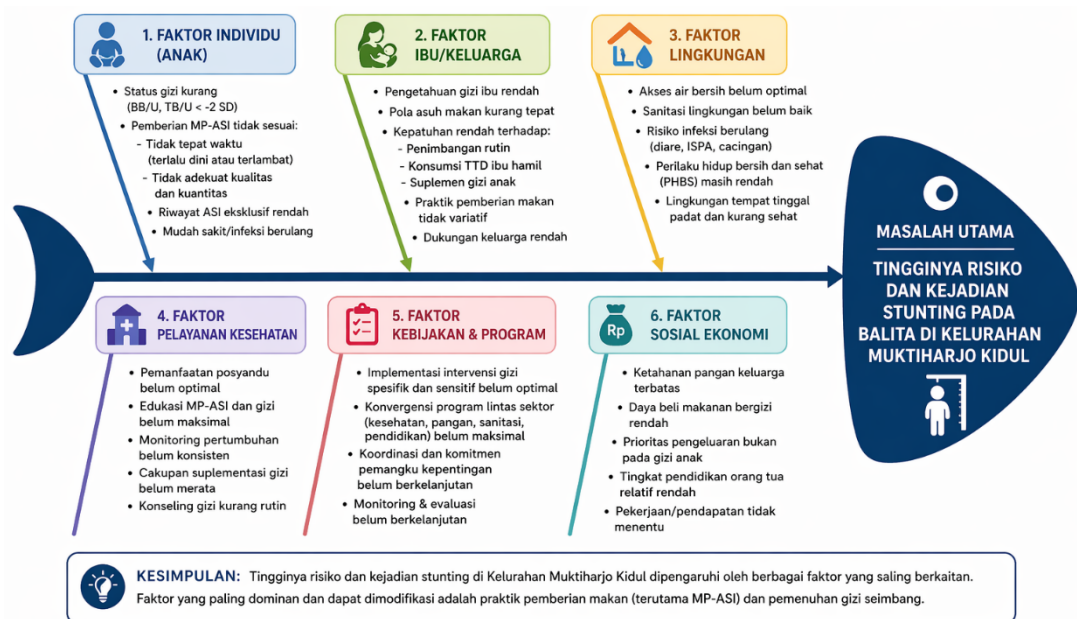 1. FAKTOR INDIVIDU
(ANAK)
• Status gizi kurang
(BB/U, TB/U < -2 SD)
• Pemberian MP-ASI tidak sesuai:
- Tidak tepat waktu
(terlalu dini atau terlambat)
- Tidak adekuat kualitas
dan kuantitas
• Riwayat ASI eksklusif rendah
• Mudah sakit/infeksi berulang
2. FAKTOR
IBU/KELUARGA
• Pengetahuan gizi ibu rendah
• Pola asuh makan kurang tepat
• Kepatuhan rendah terhadap:
- Penimbangan rutin
- Konsumsi TTD ibu hamil
- Suplemen gizi anak
• Praktik pemberian makan
tidak variatif
• Dukungan keluarga rendah
3. FAKTOR
LINGKUNGAN
• Akses air bersih belum optimal
• Sanitasi lingkungan belum baik
• Risiko infeksi berulang
(diare, ISPA, cacingan)
• Perilaku hidup bersih dan sehat
(PHBS) masih rendah
• Lingkungan tempat tinggal
padat dan kurang sehat
MASALAH UTAMA
TINGGINYA RISIKO
DAN KEJADIAN
STUNTING PADA
BALITA DI KELURAHAN
MUKTIHARJO KIDUL
4. FAKTOR
PELAYANAN KESEHATAN
• Pemanfaatan posyandu
belum optimal
• Edukasi MP-ASI dan gizi
belum maksimal
• Monitoring pertumbuhan
belum konsisten
• Cakupan suplementasi gizi
belum merata
• Konseling gizi kurang rutin
5. FAKTOR
KEBIJAKAN & PROGRAM
• Implementasi intervensi gizi
spesifik dan sensitif belum optimal
• Konvergensi program lintas sektor
(kesehatan, pangan, sanitasi,
pendidikan) belum maksimal
• Koordinasi dan komitmen
pemangku kepentingan
belum berkelanjutan
• Monitoring & evaluasi
belum berkelanjutan
Rp
6. FAKTOR
SOSIAL EKONOMI
• Ketahanan pangan keluarga
terbatas
• Daya beli makanan bergizi
rendah
• Prioritas pengeluaran bukan
pada gizi anak
• Tingkat pendidikan orang tua
relatif rendah
• Pekerjaan/pendapatan tidak
menentu
KESIMPULAN: Tingginya risiko dan kejadian stunting di Kelurahan Muktiharjo Kidul dipengaruhi oleh berbagai faktor yang saling berkaitan.
Faktor yang paling dominan dan dapat dimodifikasi adalah praktik pemberian makan (terutama MP-ASI) dan pemenuhan gizi seimbang.